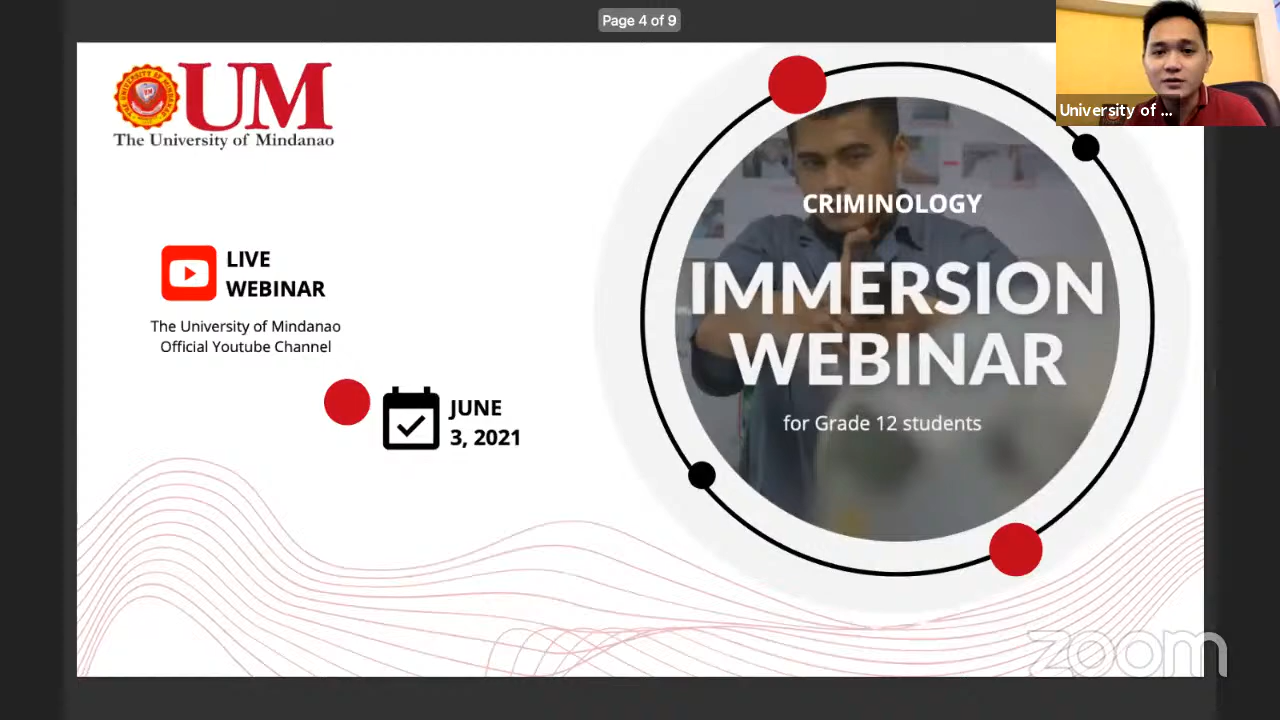 Page 4 of 9
University of ...
UM
The University of Mindanao
LIVE
WEBINAR
The University of Mindanao
Official Youtube Channel
JUNE
3, 2021
CRIMINOLOGY
IMMERSION
WEBINAR
for Grade 12 students
zoom